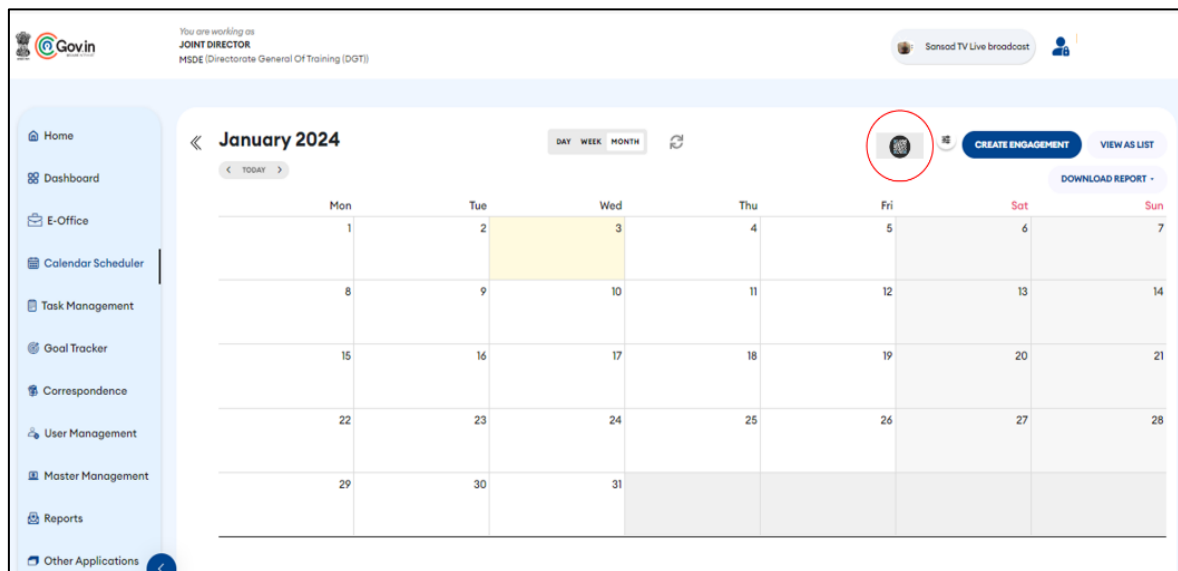 Gov.in
You are working as
JOINT DIRECTOR
MSDE (Directorate General Of Training (DGT))
Sansad TV Live broadcast
Home
Dashboard
E-Office
Calendar Scheduler
Task Management
Goal Tracker
Correspondence
User Management
Master Management
Reports
Other Applications
January 2024
DAY WEEK MONTH
CREATE ENGAGEMENT
VIEW AS LIST
TODAY
DOWNLOAD REPORT
Mon Tue Wed Thu Fri Sat Sun
1 2 3 4 5 6 7
8 9 10 11 12 13 14
15 16 17 18 19 20 21
22 23 24 25 26 27 28
29 30 31